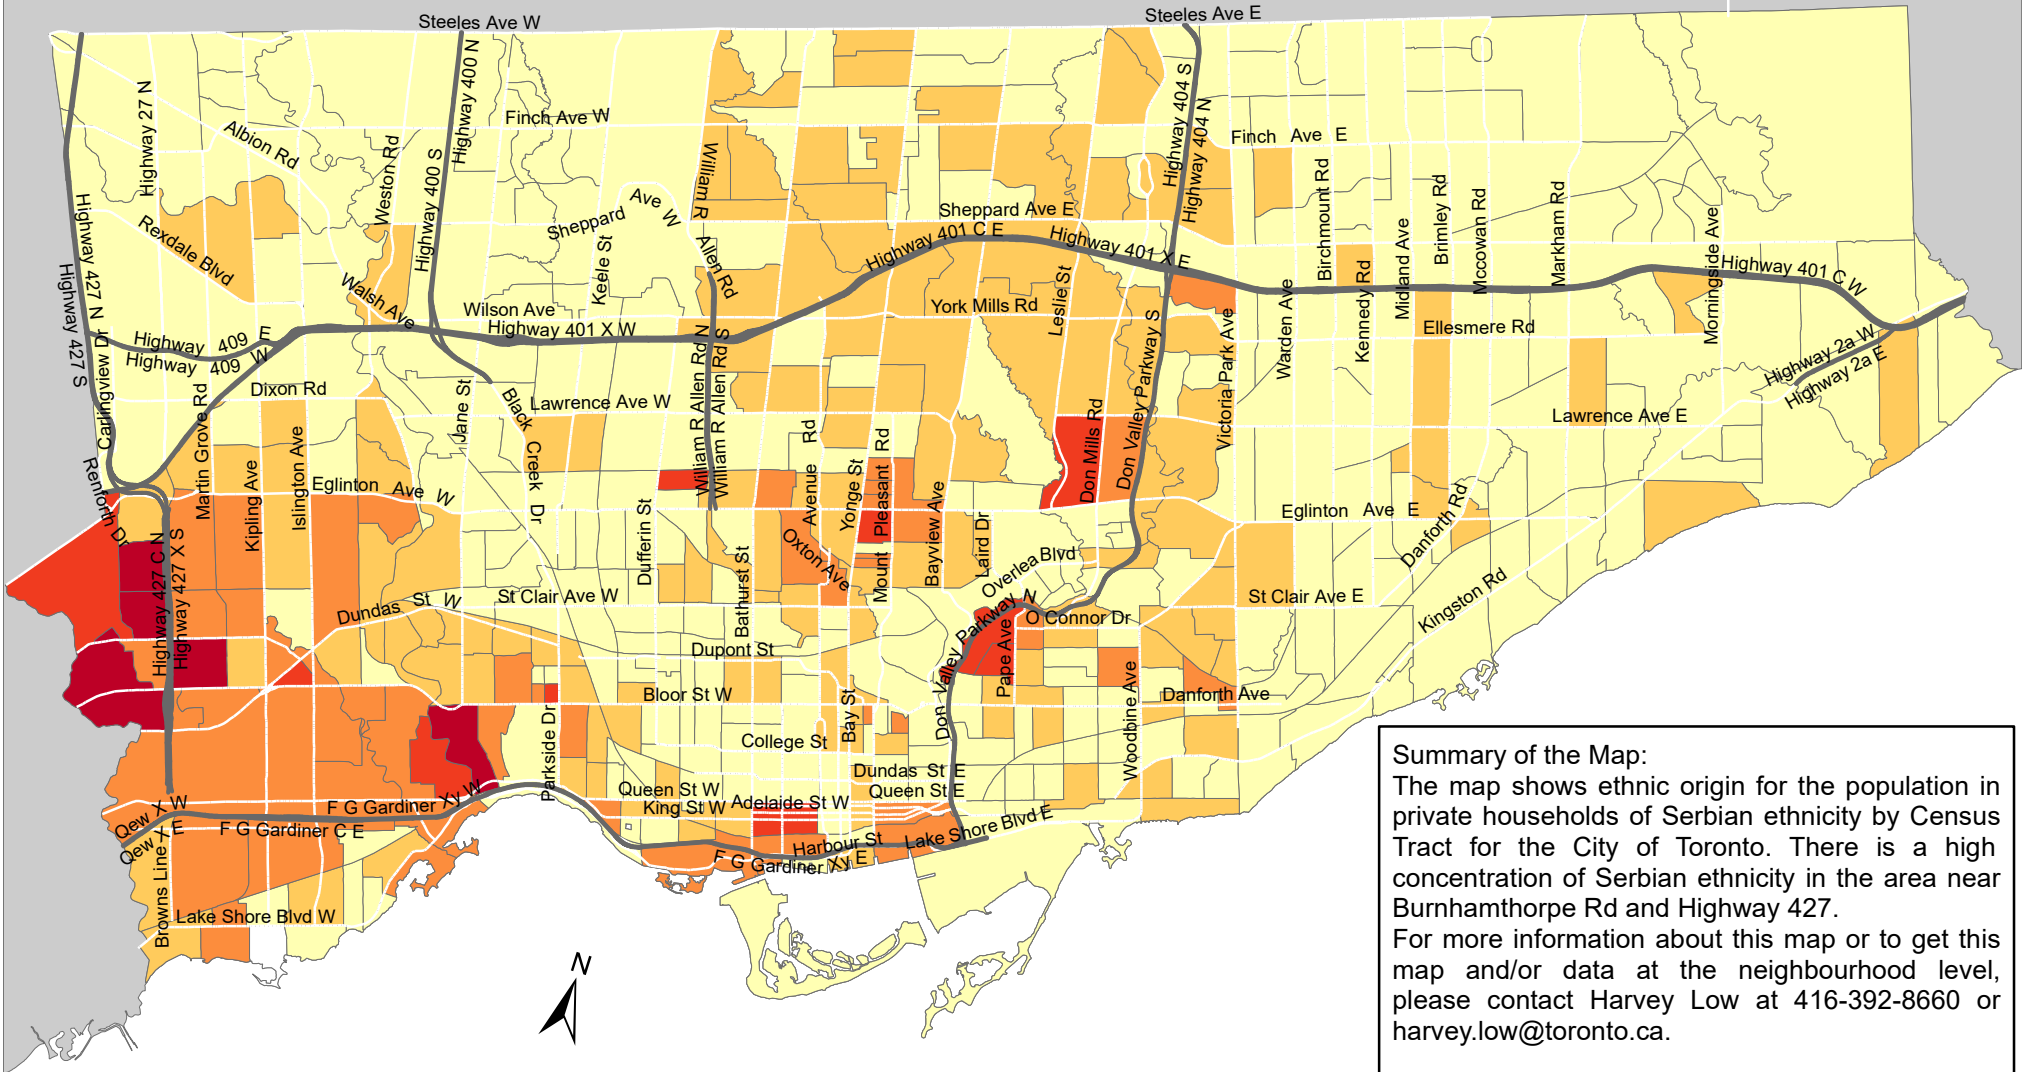 Steeles Ave W
Steeles Ave E
Highway 27 N
Albion Rd
Weston Rd
Highway 400 N
Highway 400 S
Finch Ave W
William R Allen Rd
Highway 404 S
Highway 404 N
Finch Ave E
Highway 427 N
Highway 427 S
Rexdale Blvd
Walsh Ave
Sheppard Ave W
Keele St
Sheppard Ave E
Highway 401 C E
Highway 401 X E
Leslie St
York Mills Rd
Birchmount Rd
Midland Ave
Brimley Rd
Mccowan Rd
Markham Rd
Morningside Ave
Highway 401 C W
Kennedy Rd
Warden Ave
Victoria Park Ave
Ellesmere Rd
Highway 2a W
Highway 2a E
Highway 409 E
Highway 409 W
Wilson Ave
Highway 401 X W
Carlingview Dr
Martin Grove Rd
Dixon Rd
Jane St
Black Creek Dr
Lawrence Ave W
William R Allen Rd N
William R Allen Rd S
Avenue Rd
Don Mills Rd
Don Valley Parkway S
Lawrence Ave E
Renforth Dr
Kipling Ave
Islington Ave
Eglinton Ave W
Dufferin St
Bathurst St
Oxton Ave
Yonge St
Mount Pleasant Rd
Bayview Ave
Laird Dr
Overlea Blvd
Eglinton Ave E
Danforth Rd
Kingston Rd
Highway 427 C N
Highway 427 X S
Dundas St W
St Clair Ave W
Dupont St
Don Valley Parkway N
O Connor Dr
Pape Ave
St Clair Ave E
Bloor St W
Bay St
Woodbine Ave
Danforth Ave
Parkside Dr
College St
Dundas St E
Queen St E
Queen St W
King St W
Adelaide St W
Qew X W
Qew X E
F G Gardiner Xy W
F G Gardiner C E
Harbour St
Lake Shore Blvd E
F G Gardiner Xy E
Browns Line
Lake Shore Blvd W
N
Summary of the Map:
The map shows ethnic origin for the population in
private households of Serbian ethnicity by Census
Tract for the City of Toronto. There is a high
concentration of Serbian ethnicity in the area near
Burnhamthorpe Rd and Highway 427.
For more information about this map or to get this
map and/or data at the neighbourhood level,
please contact Harvey Low at 416-392-8660 or
harvey.low@toronto.ca.